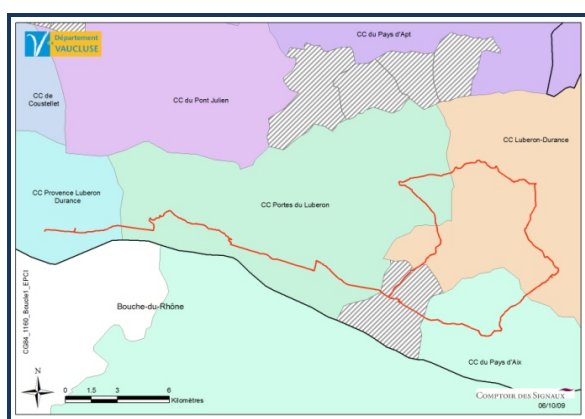 Département
VAUCLUSE
CC du Pays d'Apt
CC de
Coustellet
CC du Pont Julien
CC Luberon-Durance
CC Provence Luberon
Durance
CC Portes du Luberon
Bouche-du-Rhône
CC du Pays d'Aix
CG84_1160_Boucle1_EPCI
N
0 1.5 3 6
Kilomètres
COMPTOIR DES SIGNAUX
06/10/09